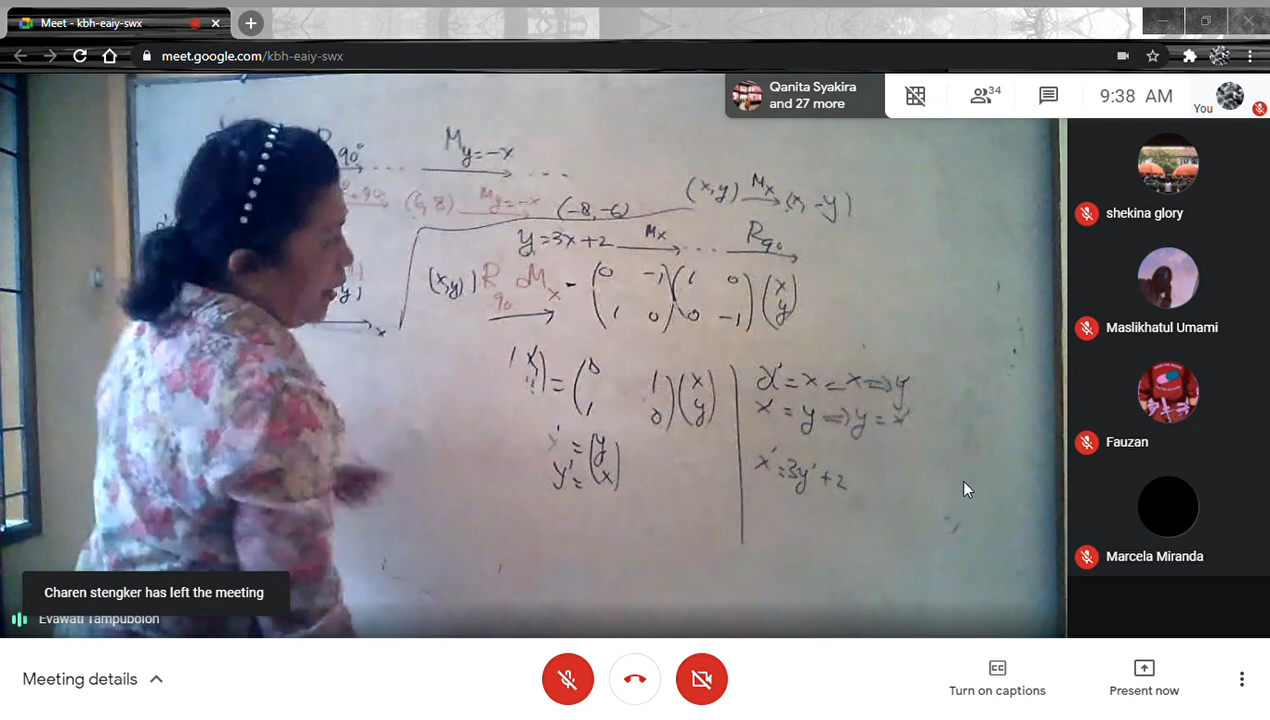 Meet - kbh-eaiy-swx
meet.google.com/kbh-eaiy-swx
Qanita Syakira
and 27 more
34
9:38 AM
You
90°
M y=-x
...
...
+90°
(6, 8)
My=-x
(-8, -6)
(x,y) Mx (x, -y)
y = 3x + 2 Mx ... R90
(x,y) R90 Mx - (0 -1 (1 0 (x
1 0) 0 -1) y)
x
(x' = (0 1 (x
1 0) y)
x' = (y
y' = x)
x' = y => y = x'
x' = 3y' + 2
shekina glory
Maslikhatul Umami
Fauzan
Marcela Miranda
Charen stengker has left the meeting
Evawati Tampubolon
Meeting details
Turn on captions
Present now